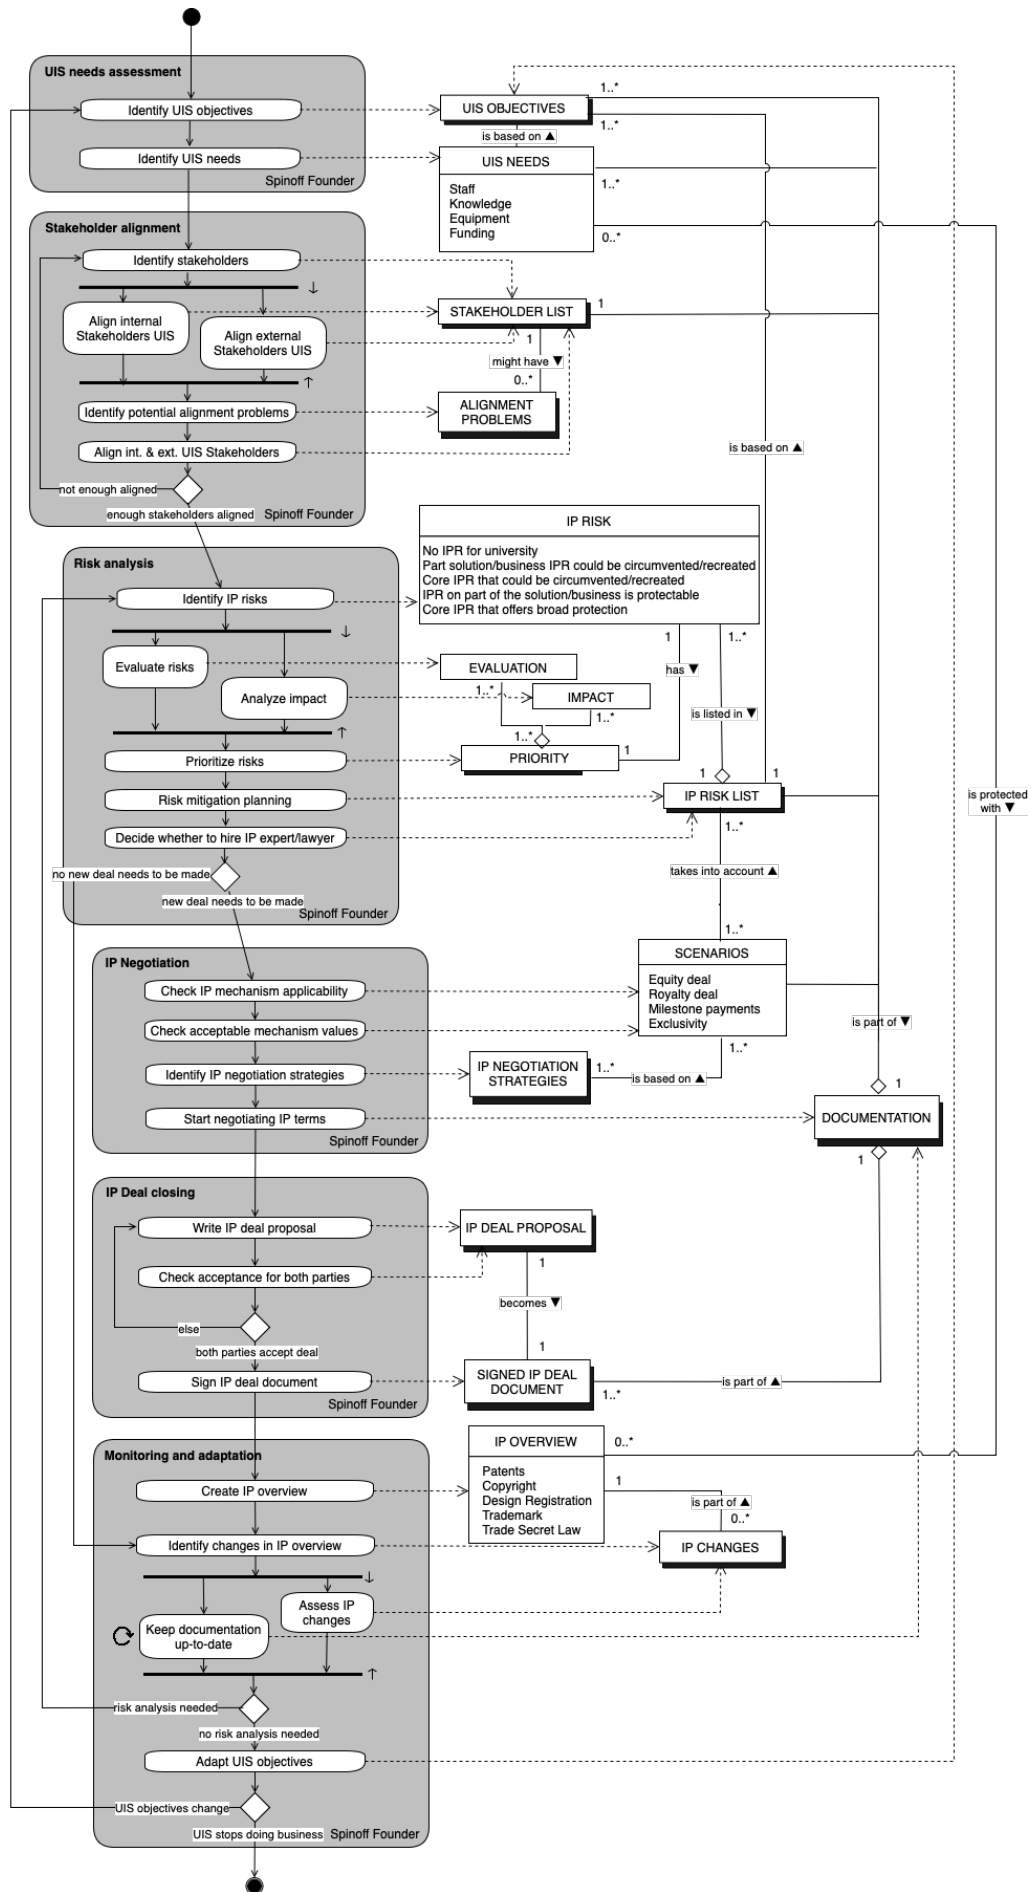 UIS needs assessment
Identify UIS objectives
Identify UIS needs
Spinoff Founder
UIS OBJECTIVES
1..*
1..*
is based on ▲
UIS NEEDS
1..*
Staff
Knowledge
Equipment
Funding
0..*
Stakeholder alignment
Identify stakeholders
↓
Align internal
Stakeholders UIS
Align external
Stakeholders UIS
↑
Identify potential alignment problems
Align int. & ext. UIS Stakeholders
not enough aligned
enough stakeholders aligned
Spinoff Founder
STAKEHOLDER LIST
1
1
might have ▼
0..*
ALIGNMENT
PROBLEMS
is based on ▲
Risk analysis
Identify IP risks
↓
Evaluate risks
Analyze impact
↑
Prioritize risks
Risk mitigation planning
Decide whether to hire IP expert/lawyer
no new deal needs to be made
new deal needs to be made
Spinoff Founder
IP RISK
No IPR for university
Part solution/business IPR could be circumvented/recreated
Core IPR that could be circumvented/recreated
IPR on part of the solution/business is protectable
Core IPR that offers broad protection
1
1..*
has ▼
EVALUATION
1..*
IMPACT
1..*
is listed in ▼
1..*
PRIORITY
1
1
1
IP RISK LIST
1..*
is protected
with ▼
takes into account ▲
1..*
IP Negotiation
Check IP mechanism applicability
Check acceptable mechanism values
Identify IP negotiation strategies
Start negotiating IP terms
Spinoff Founder
SCENARIOS
Equity deal
Royalty deal
Milestone payments
Exclusivity
1..*
is part of ▼
IP NEGOTIATION
STRATEGIES
1..*
is based on ▲
1
DOCUMENTATION
1
IP Deal closing
Write IP deal proposal
Check acceptance for both parties
else
both parties accept deal
Sign IP deal document
Spinoff Founder
IP DEAL PROPOSAL
1
becomes ▼
1
SIGNED IP DEAL
DOCUMENT
1..*
is part of ▲
Monitoring and adaptation
Create IP overview
Identify changes in IP overview
↓
Assess IP
changes
Keep documentation
up-to-date
↑
risk analysis needed
no risk analysis needed
Adapt UIS objectives
UIS objectives change
UIS stops doing business
Spinoff Founder
IP OVERVIEW
0..*
Patents
Copyright
Design Registration
Trademark
Trade Secret Law
1
is part of ▲
0..*
IP CHANGES